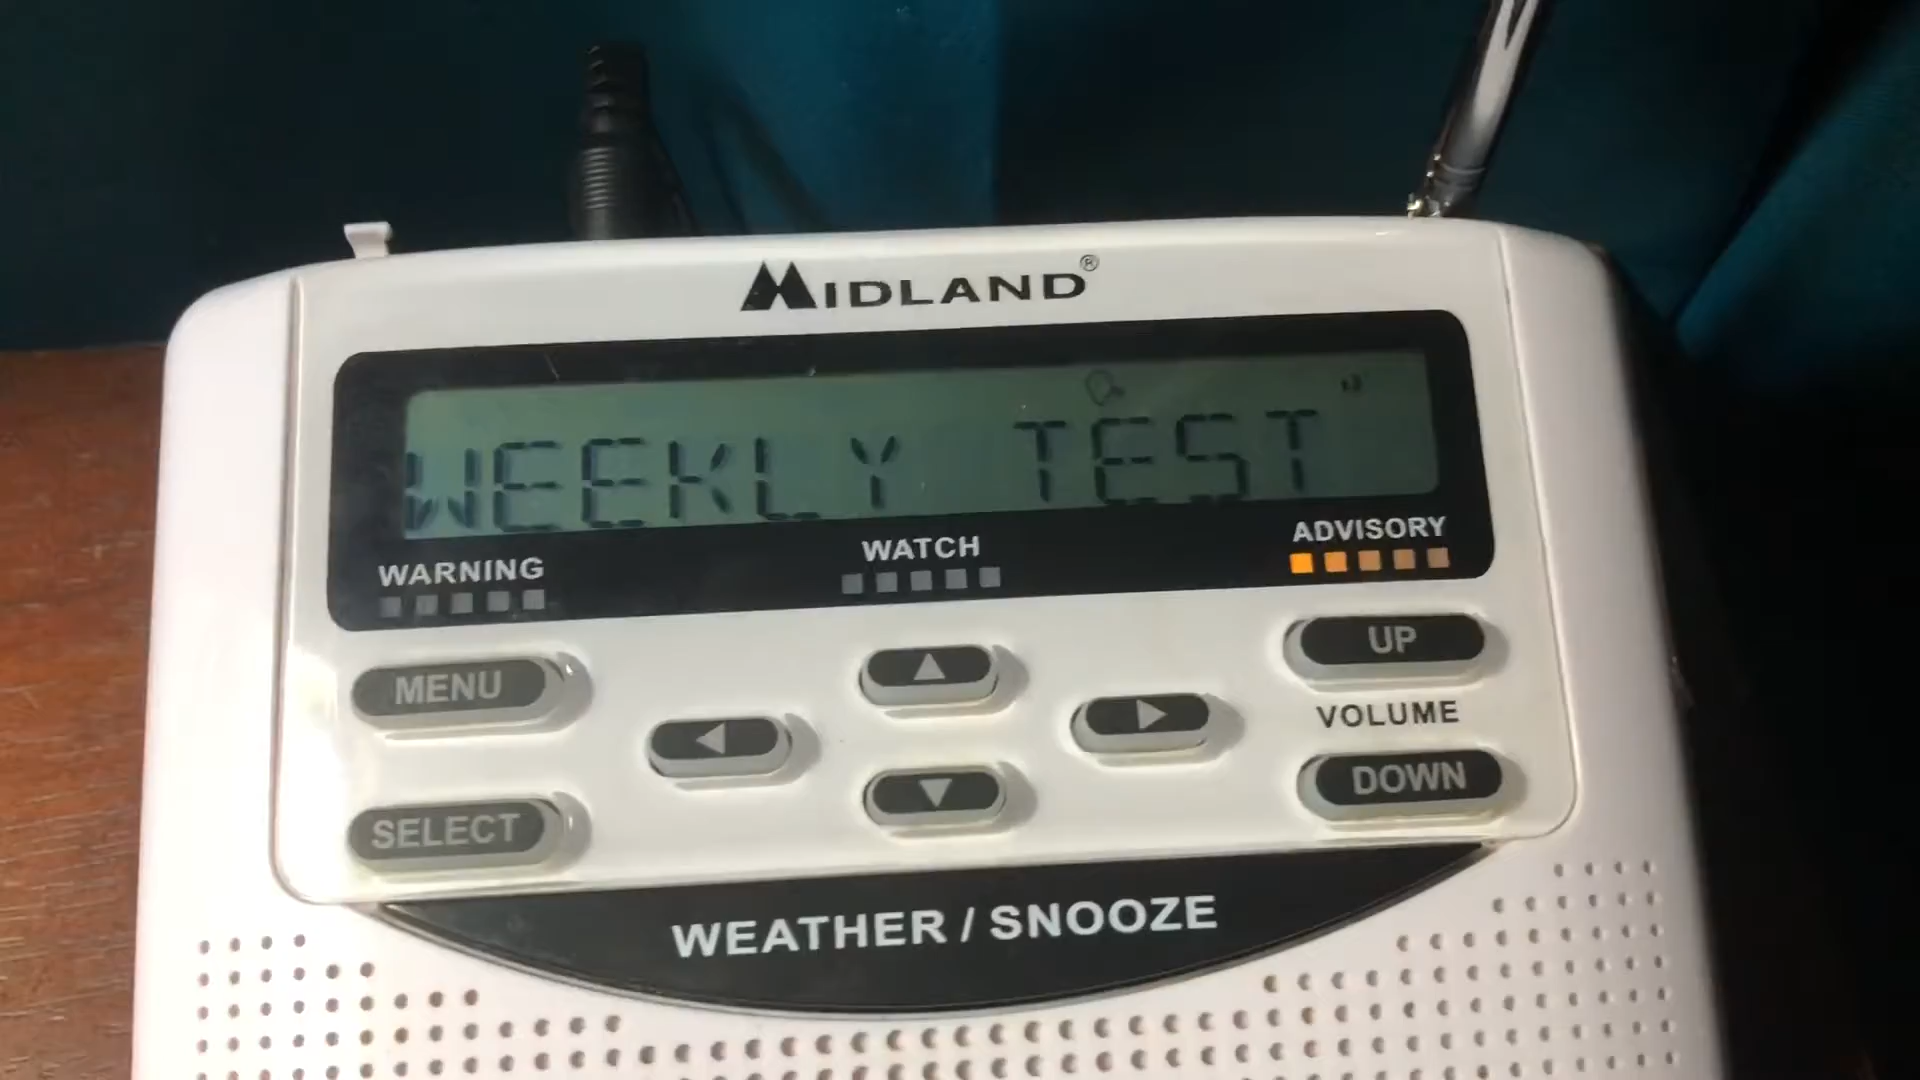 MIDLAND®
WEEKLY TEST
WARNING
WATCH
ADVISORY
MENU
UP
VOLUME
SELECT
DOWN
WEATHER / SNOOZE